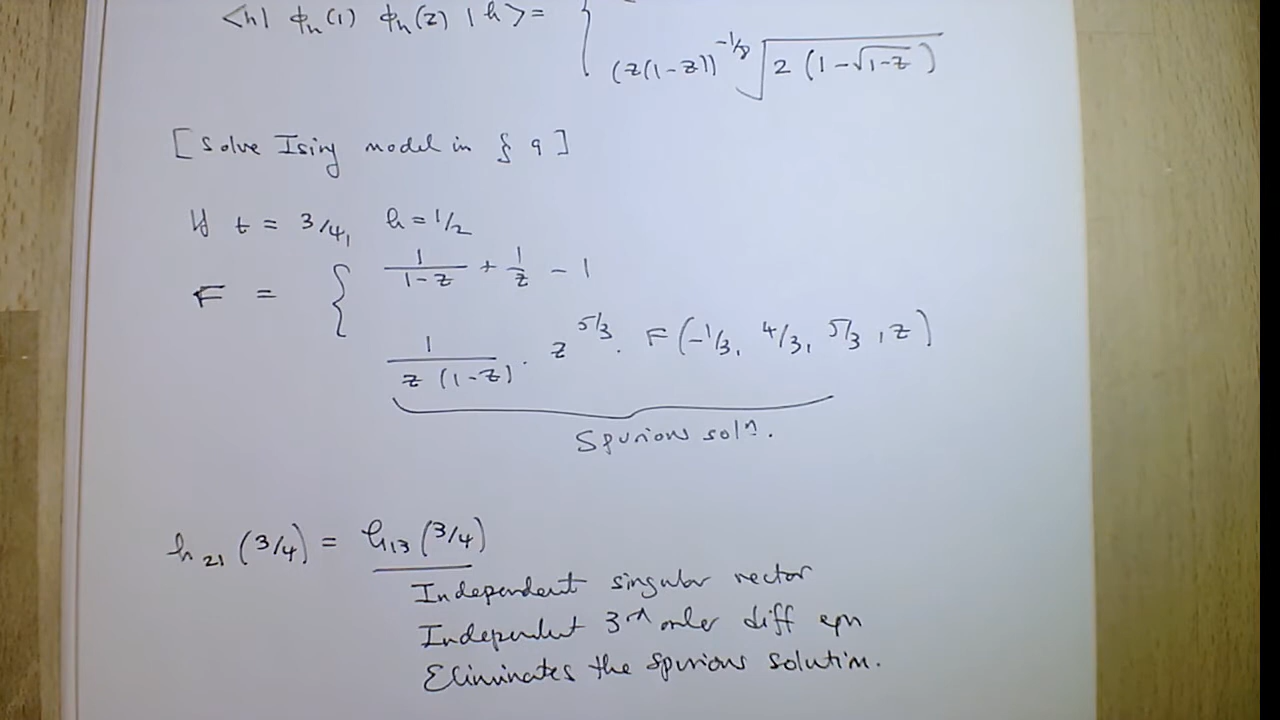 <h| ϕₕ(1) ϕₕ(z) |h> = {
(z(1-z))^{-1/8} √(2 (1-√(1-z)))
[Solve Ising model in § 9]
If t = 3/4, h = 1/2
F = { 1/(1-z) + 1/z - 1
1/(z (1-z)) · z^{5/3} · F(-1/3, 4/3, 5/3, z)
Spurious solⁿ.
h₂₁ (3/4) = h₁₃ (3/4)
Independent singular vector
Independent 3rd order diff eqn
Eliminates the spurious solution.